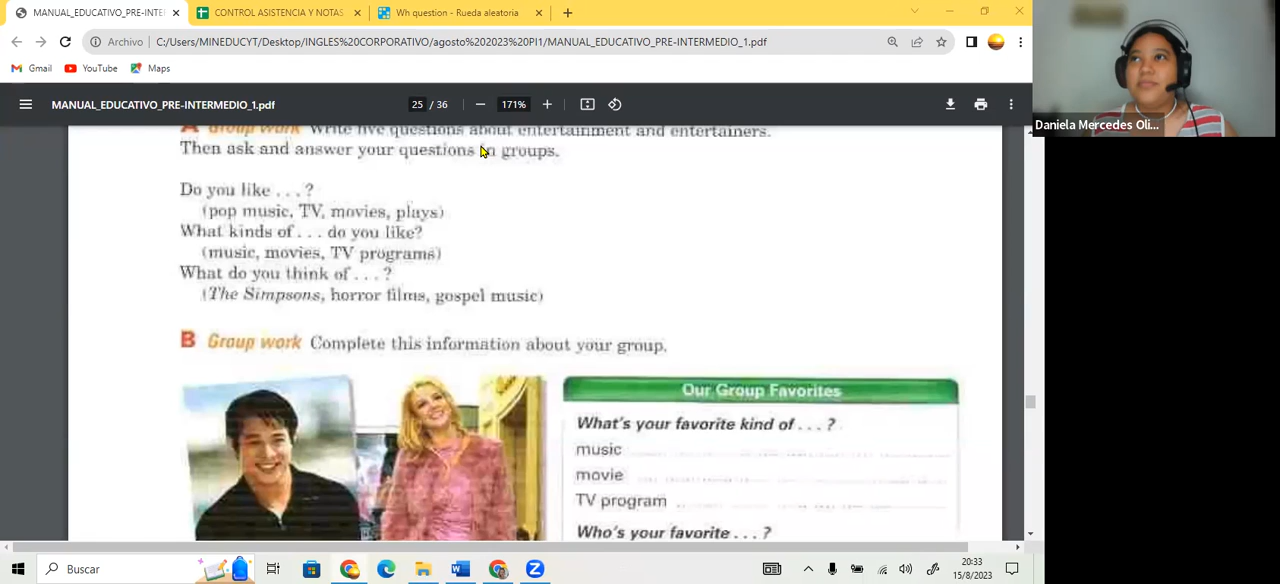 MANUAL_EDUCATIVO_PRE-INTERME
CONTROL ASISTENCIA Y NOTAS
Wh question - Rueda aleatoria
Archivo
C:/Users/MINEDUCYT/Desktop/INGLES%20CORPORATIVO/agosto%202023%20PI1/MANUAL_EDUCATIVO_PRE-INTERMEDIO_1.pdf
Gmail
YouTube
Maps
MANUAL_EDUCATIVO_PRE-INTERMEDIO_1.pdf
25 / 36
171%
Daniela Mercedes Oli...
A Group work Write five questions about entertainment and entertainers.
Then ask and answer your questions in groups.
Do you like . . . ?
(pop music, TV, movies, plays)
What kinds of . . . do you like?
(music, movies, TV programs)
What do you think of . . . ?
(The Simpsons, horror films, gospel music)
B Group work Complete this information about your group.
Our Group Favorites
What's your favorite kind of . . . ?
music
movie
TV program
Who's your favorite . . . ?
Buscar
20:33
15/8/2023